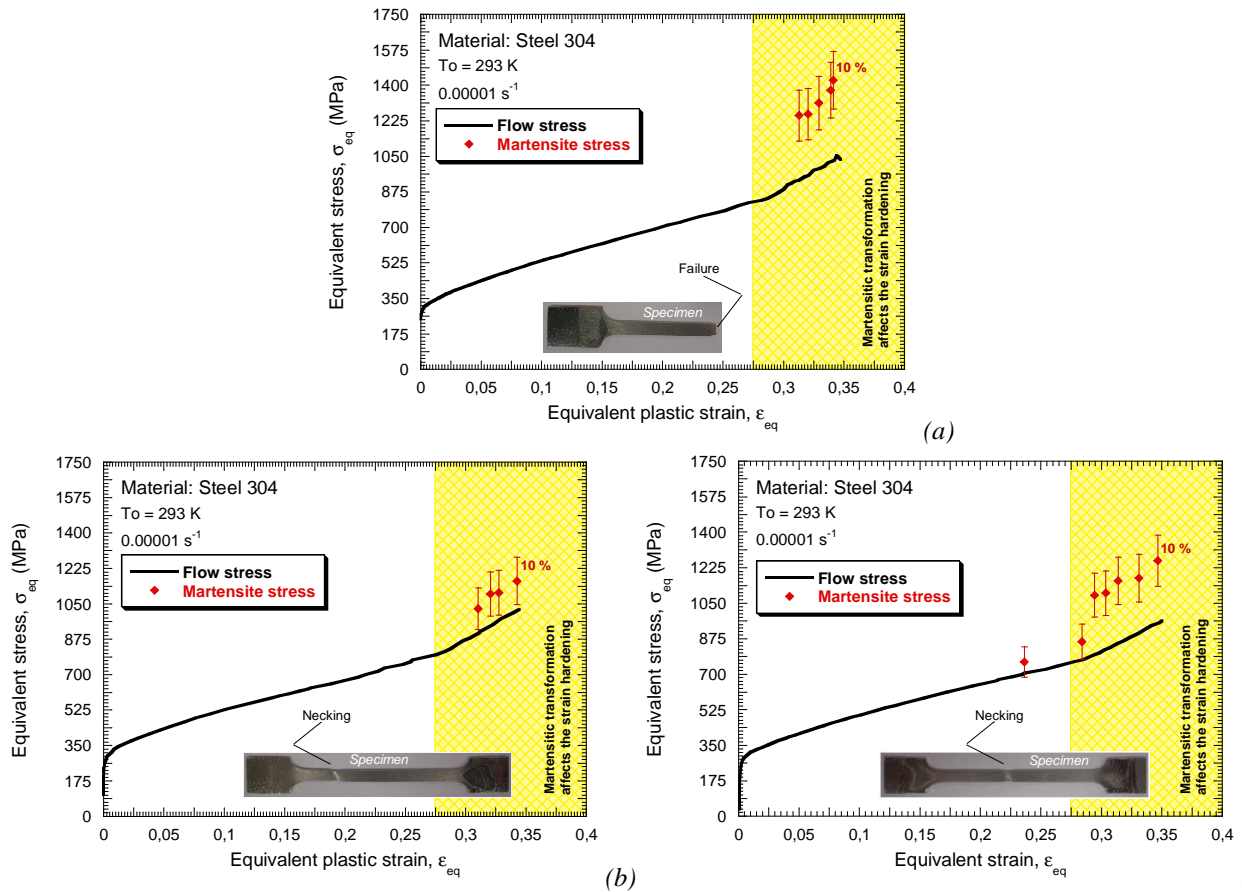 1750
1575
1400
1225
1050
875
700
525
350
175
0
Equivalent stress, σeq (MPa)
Material: Steel 304
To = 293 K
0.00001 s-1
Flow stress
Martensite stress
10 %
Failure
Specimen
Martensitic transformation
affects the strain hardening
0 0,05 0,1 0,15 0,2 0,25 0,3 0,35 0,4
Equivalent plastic strain, εeq
(a)
1750
1575
1400
1225
1050
875
700
525
350
175
0
Equivalent stress, σeq (MPa)
Material: Steel 304
To = 293 K
0.00001 s-1
Flow stress
Martensite stress
10 %
Necking
Specimen
Martensitic transformation
affects the strain hardening
0 0,05 0,1 0,15 0,2 0,25 0,3 0,35 0,4
Equivalent plastic strain, εeq
1750
1575
1400
1225
1050
875
700
525
350
175
0
Equivalent stress, σeq (MPa)
Material: Steel 304
To = 293 K
0.00001 s-1
Flow stress
Martensite stress
10 %
Necking
Specimen
Martensitic transformation
affects the strain hardening
0 0,05 0,1 0,15 0,2 0,25 0,3 0,35 0,4
Equivalent strain, εeq
(b)